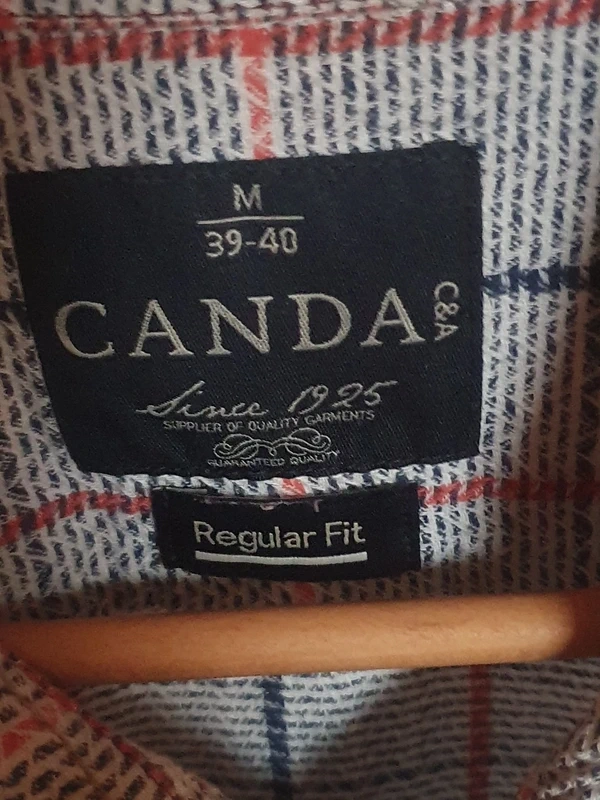 M
39-40
CANDA
C&A
Since 1925
SUPPLIER OF QUALITY GARMENTS
GUARANTEED QUALITY
Regular Fit